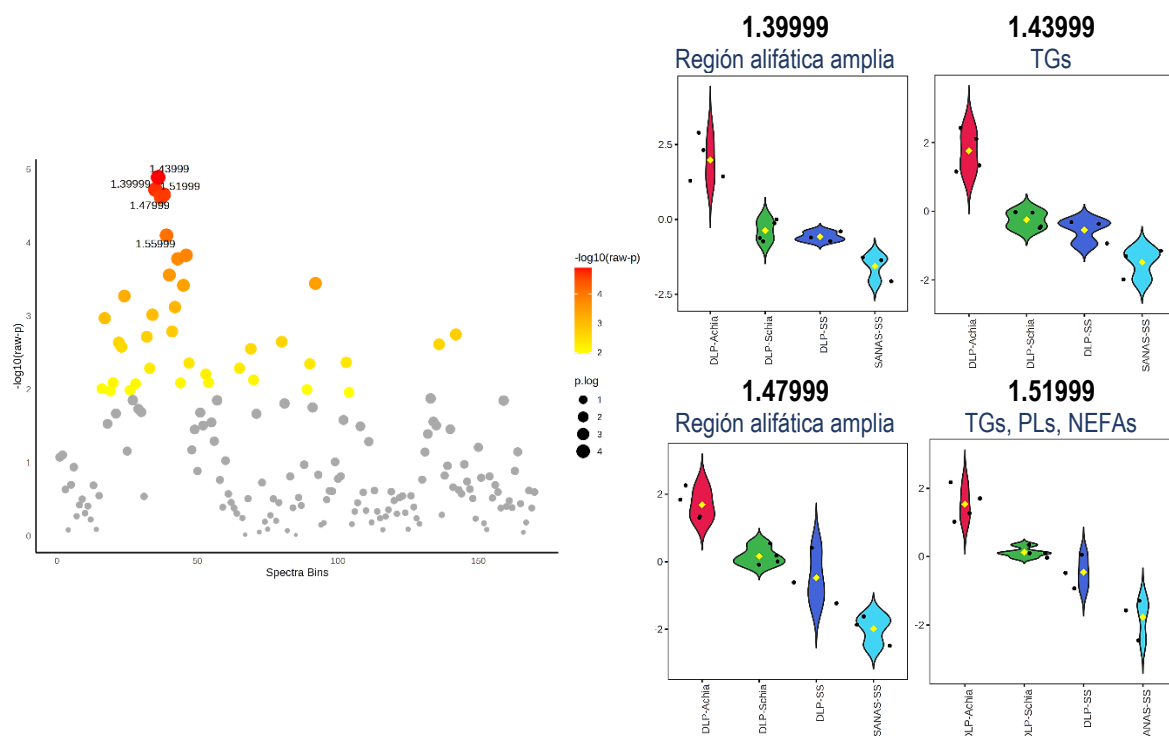 1.43999
1.39999
1.51999
1.47999
1.55999
6
5
4
3
2
1
0
-log10(raw-p)
0
50
100
150
Spectra Bins
-log10(raw-p)
4
3
2
p.log
1
2
3
4
1.39999
Región alifática amplia
2.5
0.0
-2.5
DLP-Achia
DLP-Schia
DLP-SS
SANAS-SS
1.43999
TGs
2
0
-2
DLP-Achia
DLP-Schia
DLP-SS
SANAS-SS
1.47999
Región alifática amplia
2
0
-2
DLP-Achia
DLP-Schia
DLP-SS
SANAS-SS
1.51999
TGs, PLs, NEFAs
2
0
-2
DLP-Achia
DLP-Schia
DLP-SS
SANAS-SS